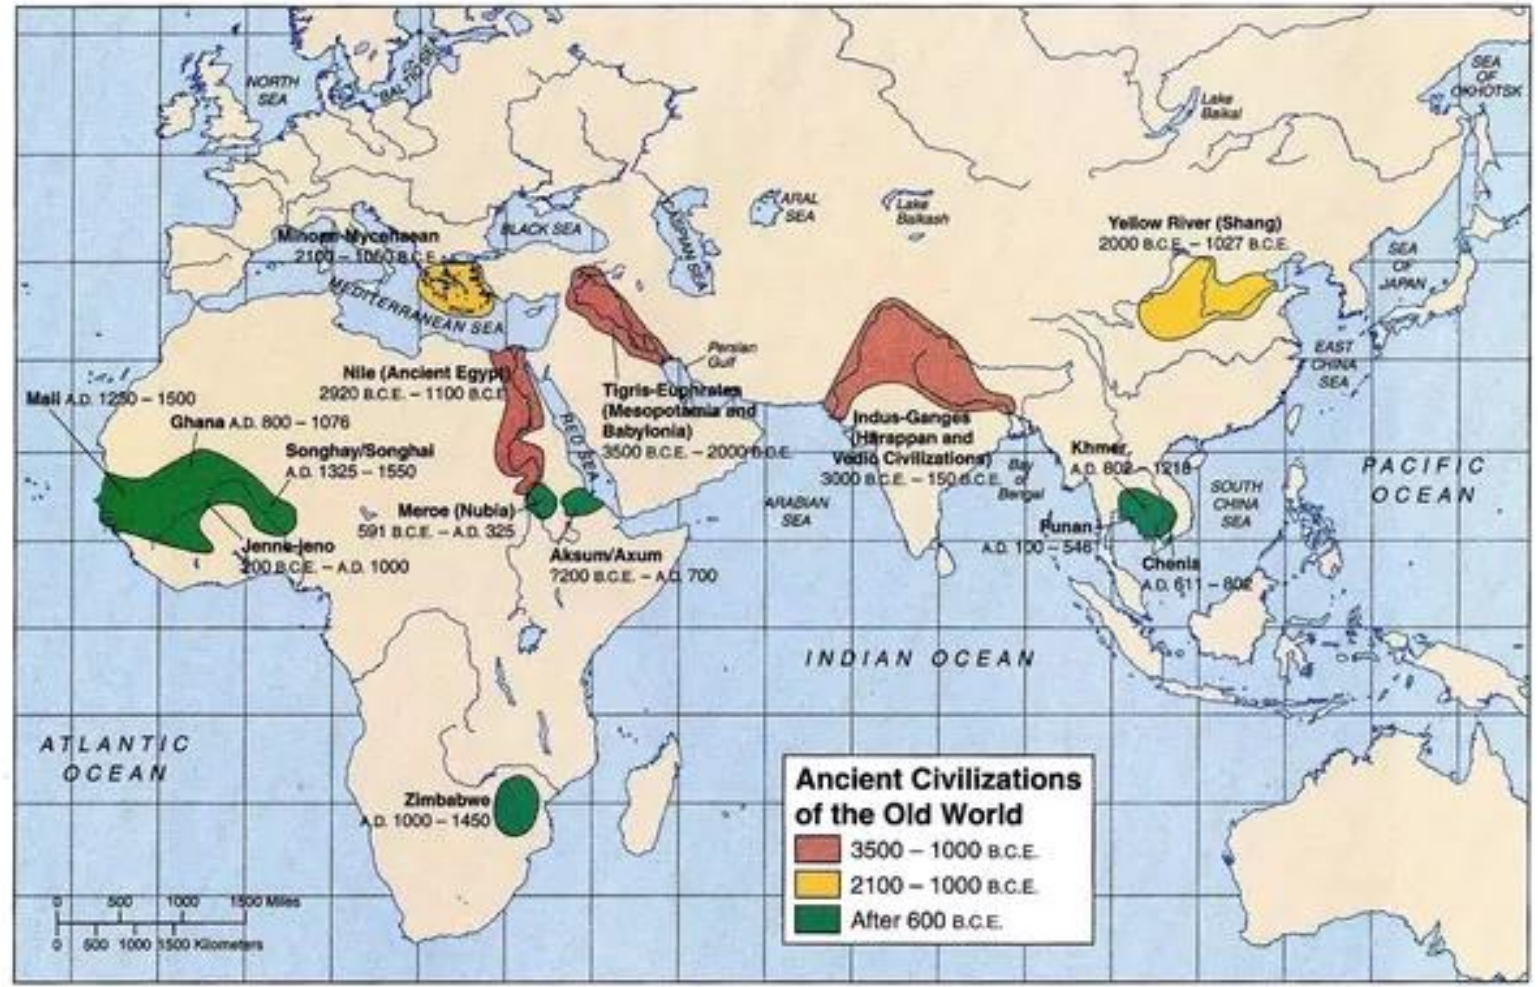 NORTH
SEA
BALTIC SEA
SEA
OF
OKHOTSK
Lake
Baikal
ARAL
SEA
Lake
Balkash
CASPIAN SEA
BLACK SEA
Minoan-Mycenaean
2100 – 1050 B.C.E.
MEDITERRANEAN SEA
Yellow River (Shang)
2000 B.C.E. – 1027 B.C.E.
SEA
OF
JAPAN
EAST
CHINA
SEA
Persian
Gulf
Nile (Ancient Egypt)
2920 B.C.E. – 1100 B.C.E.
Tigris-Euphrates
(Mesopotamia and
Babylonia)
3500 B.C.E. – 2000 B.C.E.
RED SEA
Mali A.D. 1230 – 1500
Ghana A.D. 800 – 1076
Songhay/Songhai
A.D. 1325 – 1550
Jenne-jeno
200 B.C.E. – A.D. 1000
Meroe (Nubia)
591 B.C.E. – A.D. 325
Aksum/Axum
?200 B.C.E. – A.D. 700
Indus-Ganges
(Harappan and
Vedic Civilizations)
3000 B.C.E. – 150 B.C.E.
ARABIAN
SEA
Bay
of
Bengal
Khmer
A.D. 802 – 1218
Funan
A.D. 100 – 546
Chenla
A.D. 611 – 802
SOUTH
CHINA
SEA
PACIFIC
OCEAN
INDIAN OCEAN
ATLANTIC
OCEAN
Zimbabwe
A.D. 1000 – 1450
Ancient Civilizations
of the Old World
3500 – 1000 B.C.E.
2100 – 1000 B.C.E.
After 600 B.C.E.
0 500 1000 1500 Miles
0 500 1000 1500 Kilometers